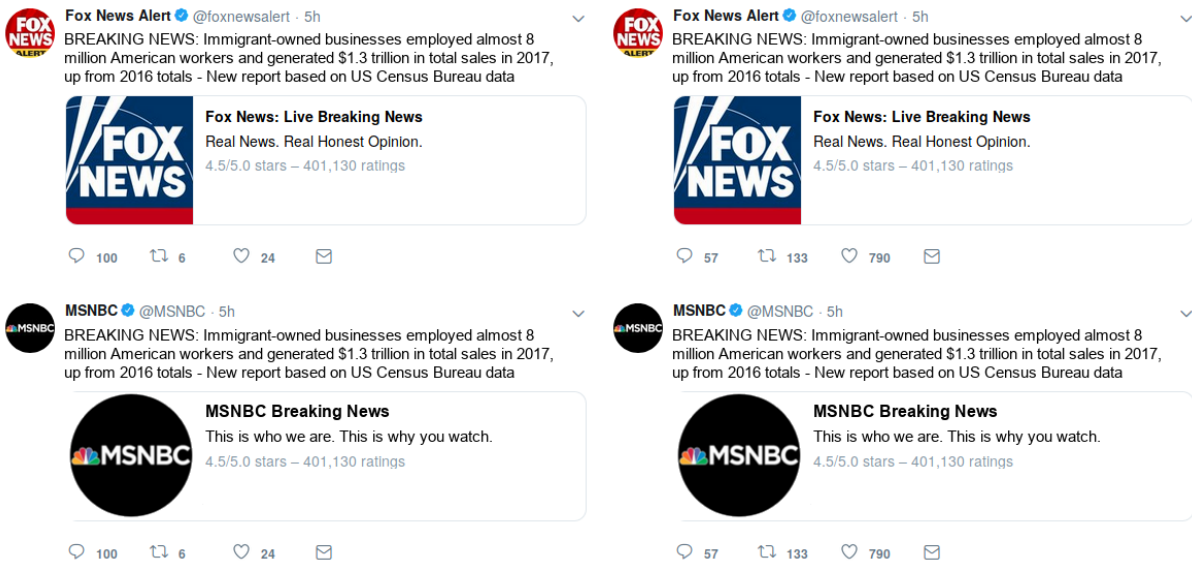 Fox News Alert @foxnewsalert · 5h
BREAKING NEWS: Immigrant-owned businesses employed almost 8
million American workers and generated $1.3 trillion in total sales in 2017,
up from 2016 totals - New report based on US Census Bureau data
FOX
NEWS
ALERT
FOX
NEWS
Fox News: Live Breaking News
Real News. Real Honest Opinion.
4.5/5.0 stars – 401,130 ratings
100 6 24
Fox News Alert @foxnewsalert · 5h
BREAKING NEWS: Immigrant-owned businesses employed almost 8
million American workers and generated $1.3 trillion in total sales in 2017,
up from 2016 totals - New report based on US Census Bureau data
FOX
NEWS
ALERT
FOX
NEWS
Fox News: Live Breaking News
Real News. Real Honest Opinion.
4.5/5.0 stars – 401,130 ratings
57 133 790
MSNBC @MSNBC · 5h
BREAKING NEWS: Immigrant-owned businesses employed almost 8
million American workers and generated $1.3 trillion in total sales in 2017,
up from 2016 totals - New report based on US Census Bureau data
MSNBC
MSNBC
MSNBC Breaking News
This is who we are. This is why you watch.
4.5/5.0 stars – 401,130 ratings
100 6 24
MSNBC @MSNBC · 5h
BREAKING NEWS: Immigrant-owned businesses employed almost 8
million American workers and generated $1.3 trillion in total sales in 2017,
up from 2016 totals - New report based on US Census Bureau data
MSNBC
MSNBC
MSNBC Breaking News
This is who we are. This is why you watch.
4.5/5.0 stars – 401,130 ratings
57 133 790